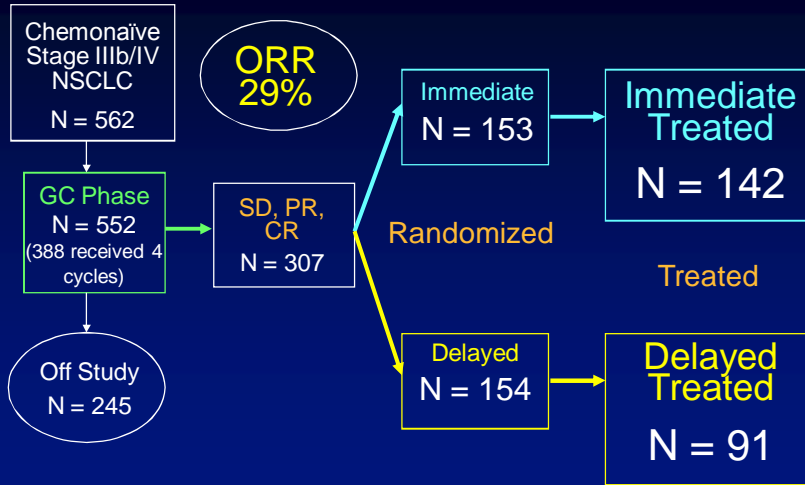 Chemonaïve
Stage IIIb/IV
NSCLC
N = 562
ORR
29%
GC Phase
N = 552
(388 received 4
cycles)
Off Study
N = 245
SD, PR,
CR
N = 307
Immediate
N = 153
Immediate
Treated
N = 142
Randomized
Treated
Delayed
N = 154
Delayed
Treated
N = 91